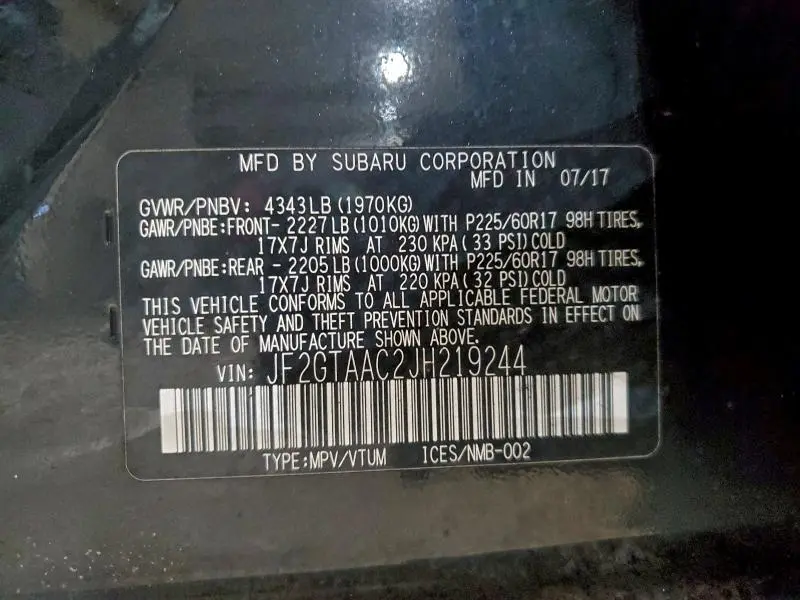 MFD BY SUBARU CORPORATION
MFD IN 07/17
GVWR/PNBV: 4343LB (1970KG)
GAWR/PNBE:FRONT- 2227LB (1010KG) WITH P225/60R17 98H TIRES,
17X7J RIMS AT 230 KPA (33 PSI) COLD
GAWR/PNBE:REAR - 2205LB (1000KG) WITH P225/60R17 98H TIRES,
17X7J RIMS AT 220 KPA (32 PSI) COLD
THIS VEHICLE CONFORMS TO ALL APPLICABLE FEDERAL MOTOR
VEHICLE SAFETY AND THEFT PREVENTION STANDARDS IN EFFECT ON
THE DATE OF MANUFACTURE SHOWN ABOVE.
VIN: JF2GTAAC2JH219244
TYPE:MPV/VTUM ICES/NMB-002